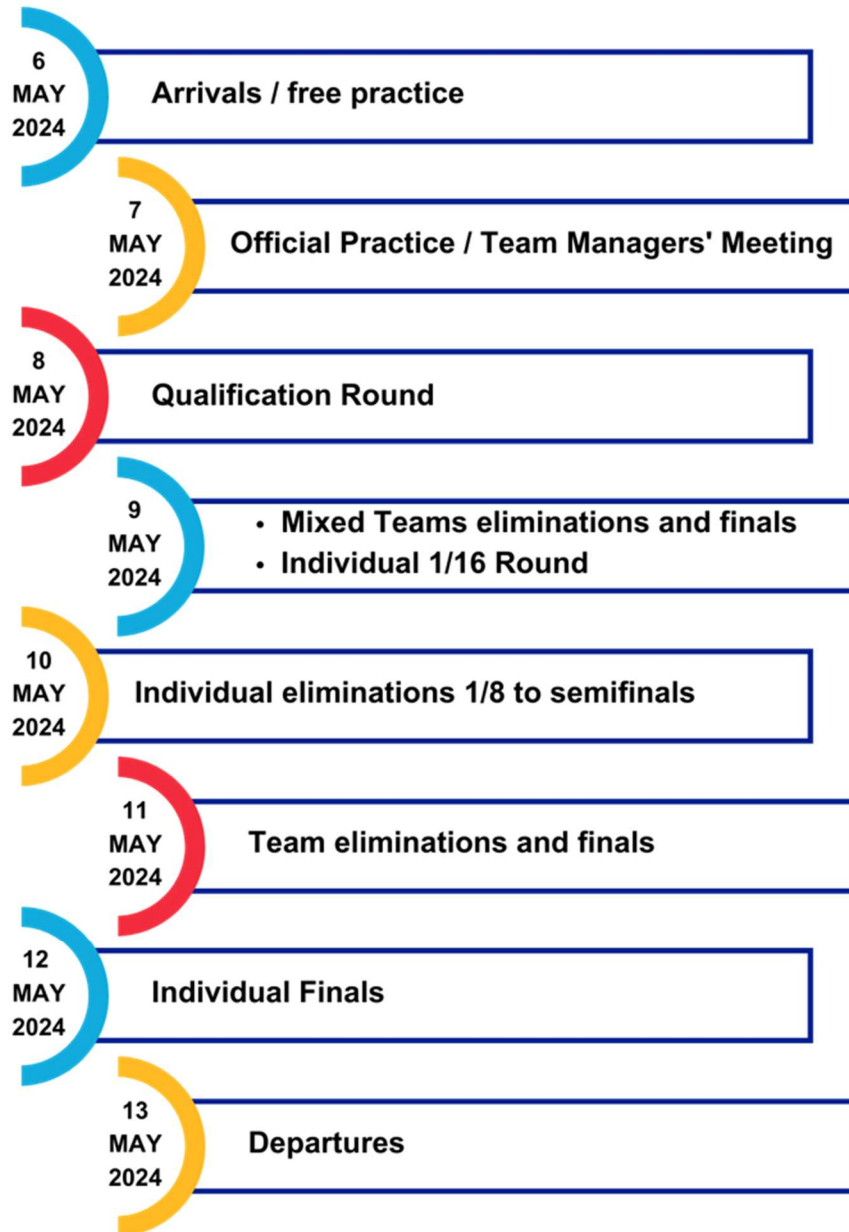 6
MAY
2024
Arrivals / free practice
7
MAY
2024
Official Practice / Team Managers' Meeting
8
MAY
2024
Qualification Round
9
MAY
2024
• Mixed Teams eliminations and finals
• Individual 1/16 Round
10
MAY
2024
Individual eliminations 1/8 to semifinals
11
MAY
2024
Team eliminations and finals
12
MAY
2024
Individual Finals
13
MAY
2024
Departures